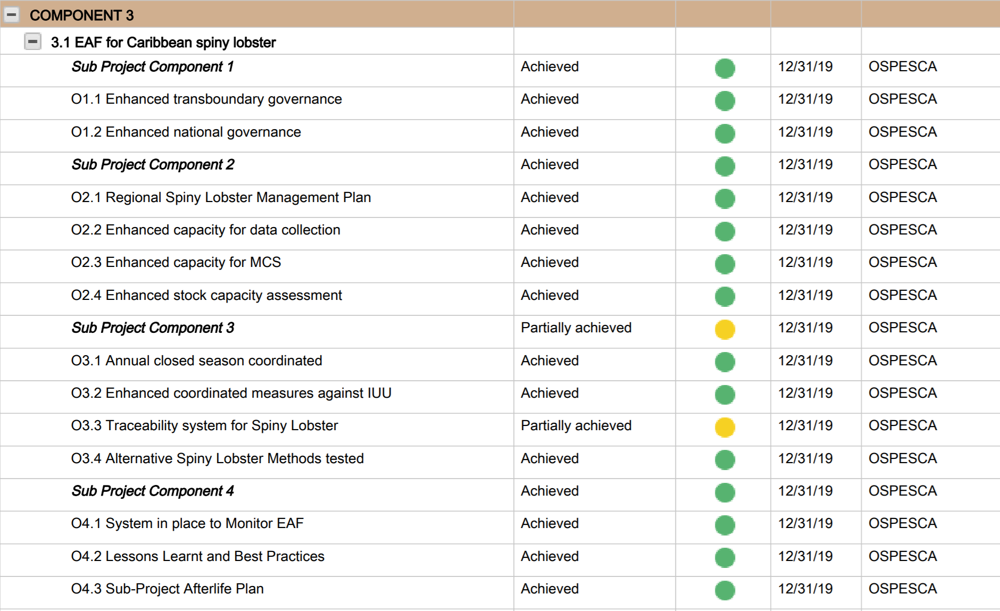 COMPONENT 3
3.1 EAF for Caribbean spiny lobster
Sub Project Component 1 Achieved 12/31/19 OSPESCA
O1.1 Enhanced transboundary governance Achieved 12/31/19 OSPESCA
O1.2 Enhanced national governance Achieved 12/31/19 OSPESCA
Sub Project Component 2 Achieved 12/31/19 OSPESCA
O2.1 Regional Spiny Lobster Management Plan Achieved 12/31/19 OSPESCA
O2.2 Enhanced capacity for data collection Achieved 12/31/19 OSPESCA
O2.3 Enhanced capacity for MCS Achieved 12/31/19 OSPESCA
O2.4 Enhanced stock capacity assessment Achieved 12/31/19 OSPESCA
Sub Project Component 3 Partially achieved 12/31/19 OSPESCA
O3.1 Annual closed season coordinated Achieved 12/31/19 OSPESCA
O3.2 Enhanced coordinated measures against IUU Achieved 12/31/19 OSPESCA
O3.3 Traceability system for Spiny Lobster Partially achieved 12/31/19 OSPESCA
O3.4 Alternative Spiny Lobster Methods tested Achieved 12/31/19 OSPESCA
Sub Project Component 4 Achieved 12/31/19 OSPESCA
O4.1 System in place to Monitor EAF Achieved 12/31/19 OSPESCA
O4.2 Lessons Learnt and Best Practices Achieved 12/31/19 OSPESCA
O4.3 Sub-Project Afterlife Plan Achieved 12/31/19 OSPESCA